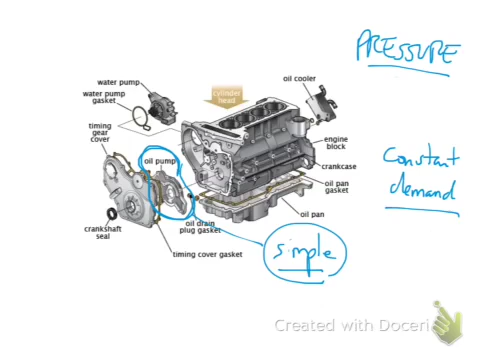 PRESSURE
water pump
water pump
gasket
timing
gear
cover
cylinder
head
oil cooler
oil pump
engine
block
crankcase
oil pan
gasket
oil pan
oil drain
plug gasket
crankshaft
seal
timing cover gasket
Constant
demand
simple
Created with Doceri